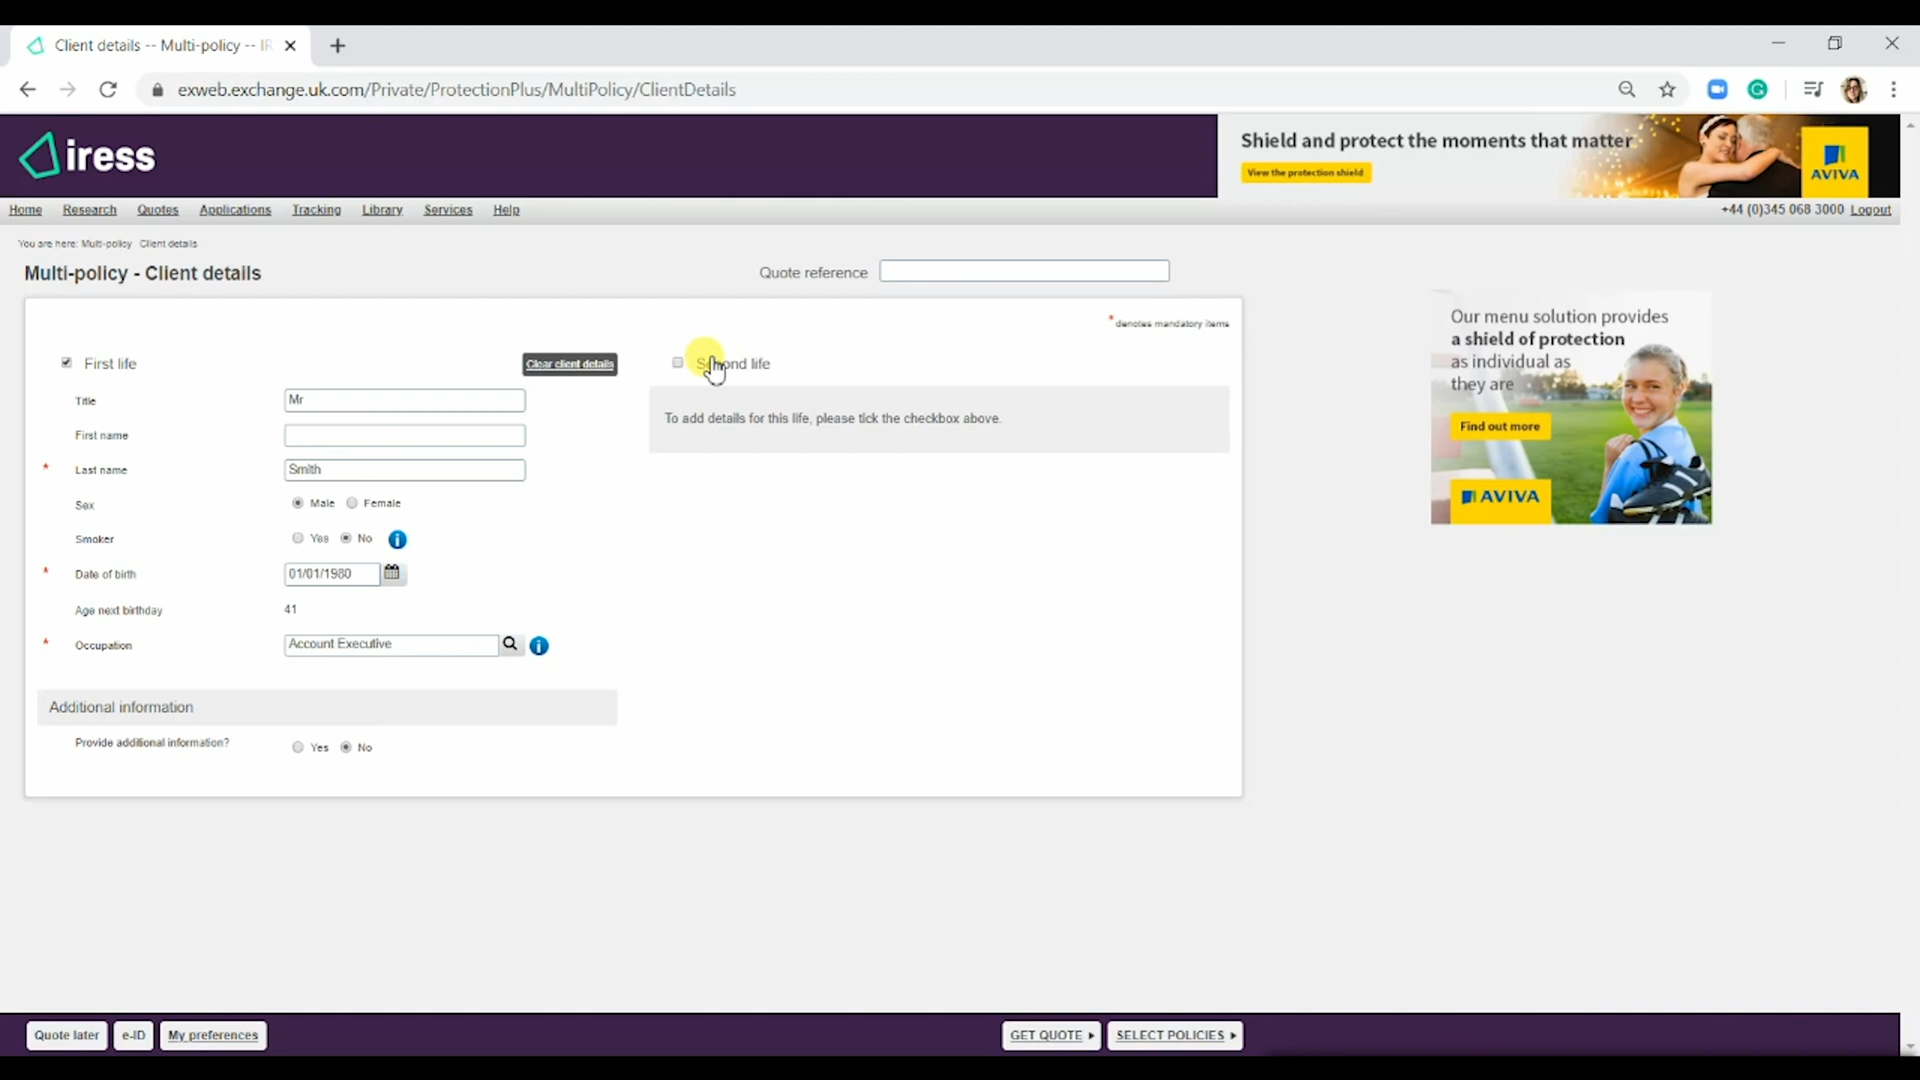 Client details -- Multi-policy -- IR
exweb.exchange.uk.com/Private/ProtectionPlus/MultiPolicy/ClientDetails
iress
Shield and protect the moments that matter
View the protection shield
AVIVA
Home Research Quotes Applications Tracking Library Services Help
+44 (0)345 068 3000 Logout
You are here: Multi-policy Client details
Multi-policy - Client details
Quote reference
* denotes mandatory items
First life
Clear client details
Second life
Title Mr
To add details for this life, please tick the checkbox above.
First name
* Last name Smith
Sex Male Female
Smoker Yes No
* Date of birth 01/01/1980
Age next birthday 41
* Occupation Account Executive
Additional information
Provide additional information? Yes No
Our menu solution provides
a shield of protection
as individual as
they are
Find out more
AVIVA
Quote later e-ID My preferences
GET QUOTE SELECT POLICIES